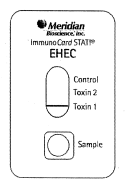 Meridian
Bioscience, Inc.
ImmunoCard STAT!®
EHEC
Control
Toxin 2
Toxin 1
Sample